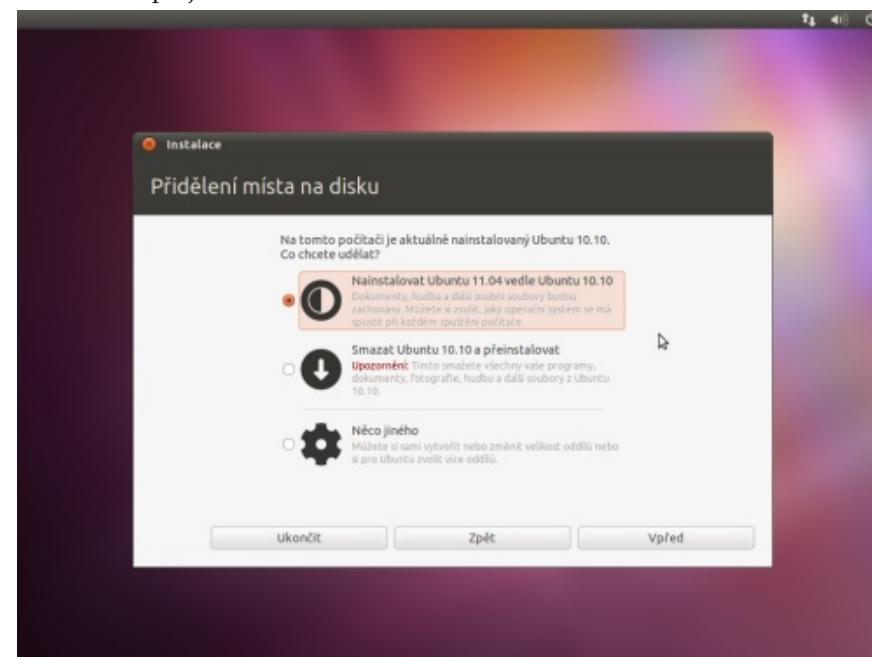 Instalace
Přidělení místa na disku
Na tomto počítači je aktuálně nainstalovaný Ubuntu 10.10.
Co chcete udělat?
Nainstalovat Ubuntu 11.04 vedle Ubuntu 10.10
Dokumenty, hudba a další osobní soubory budou
zachovány. Můžete si zvolit, jaký operační systém se má
spustit při každém spuštění počítače.
Smazat Ubuntu 10.10 a přeinstalovat
Upozornění: Tímto smažete všechny vaše programy,
dokumenty, fotografie, hudbu a další soubory z Ubuntu
10.10.
Něco jiného
Můžete si sami vytvořit nebo změnit velikost oddílů nebo
si pro Ubuntu zvolit více oddílů.
Ukončit
Zpět
Vpřed